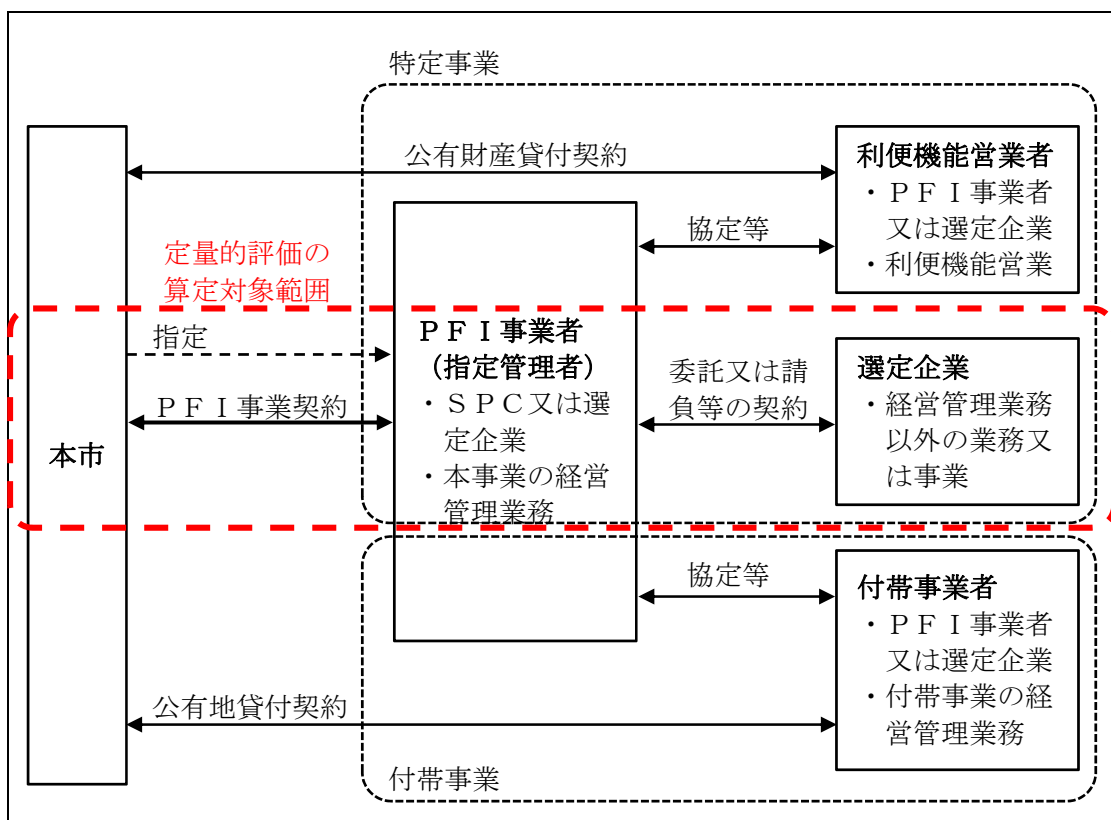 特定事業
公有財産貸付契約
利便機能営業者
・ＰＦＩ事業者
又は選定企業
・利便機能営業
協定等
定量的評価の
算定対象範囲
指定
ＰＦＩ事業契約
本市
ＰＦＩ事業者
（指定管理者）
・ＳＰＣ又は選
定企業
・本事業の経営
管理業務
委託又は請
負等の契約
選定企業
・経営管理業務
以外の業務又
は事業
協定等
付帯事業者
・ＰＦＩ事業者
又は選定企業
・付帯事業の経
営管理業務
公有地貸付契約
付帯事業